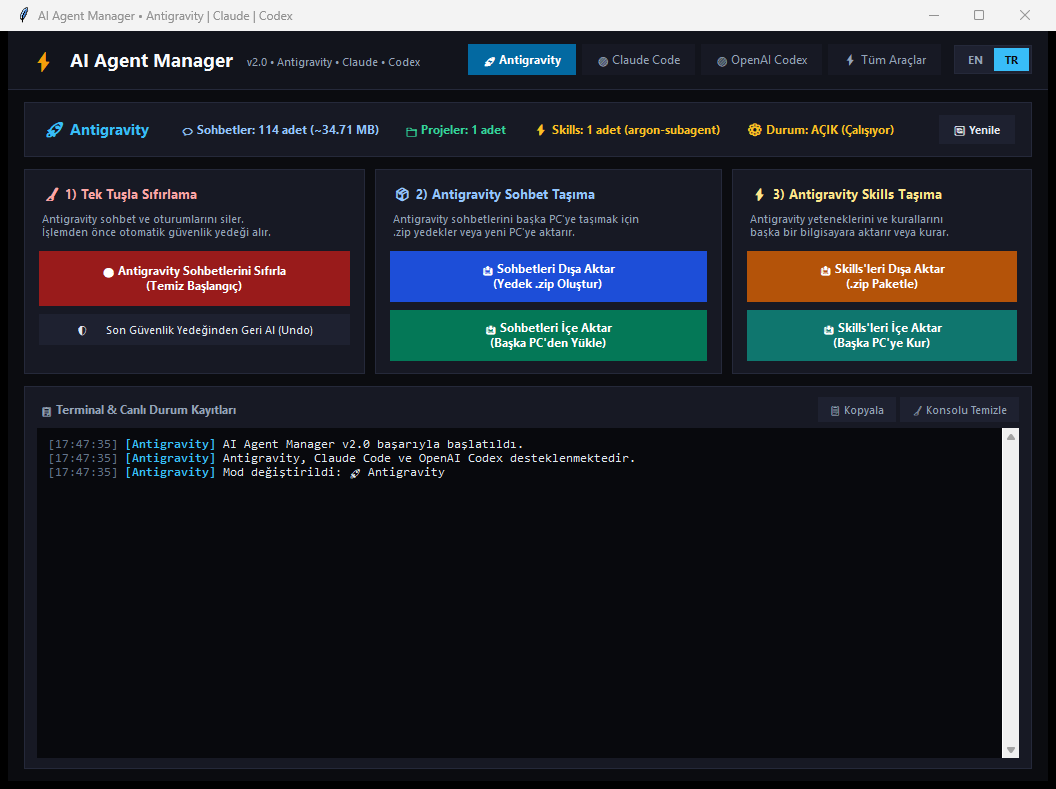 AI Agent Manager • Antigravity | Claude | Codex
AI Agent Manager v2.0 • Antigravity • Claude • Codex
Antigravity Claude Code OpenAI Codex Tüm Araçlar EN TR
Antigravity Sohbetler: 114 adet (~34.71 MB) Projeler: 1 adet Skills: 1 adet (argon-subagent) Durum: AÇIK (Çalışıyor) Yenile
1) Tek Tuşla Sıfırlama
Antigravity sohbet ve oturumlarını siler.
İşlemden önce otomatik güvenlik yedeği alır.
Antigravity Sohbetlerini Sıfırla
(Temiz Başlangıç)
Son Güvenlik Yedeğinden Geri Al (Undo)
2) Antigravity Sohbet Taşıma
Antigravity sohbetlerini başka PC'ye taşımak için
.zip yedekler veya yeni PC'ye aktarır.
Sohbetleri Dışa Aktar
(Yedek .zip Oluştur)
Sohbetleri İçe Aktar
(Başka PC'den Yükle)
3) Antigravity Skills Taşıma
Antigravity yeteneklerini ve kurallarını
başka bir bilgisayara aktarır veya kurar.
Skills'leri Dışa Aktar
(.zip Paketle)
Skills'leri İçe Aktar
(Başka PC'ye Kur)
Terminal & Canlı Durum Kayıtları Kopyala Konsolu Temizle
[17:47:35] [Antigravity] AI Agent Manager v2.0 başarıyla başlatıldı.
[17:47:35] [Antigravity] Antigravity, Claude Code ve OpenAI Codex desteklenmektedir.
[17:47:35] [Antigravity] Mod değiştirildi: 🚀 Antigravity